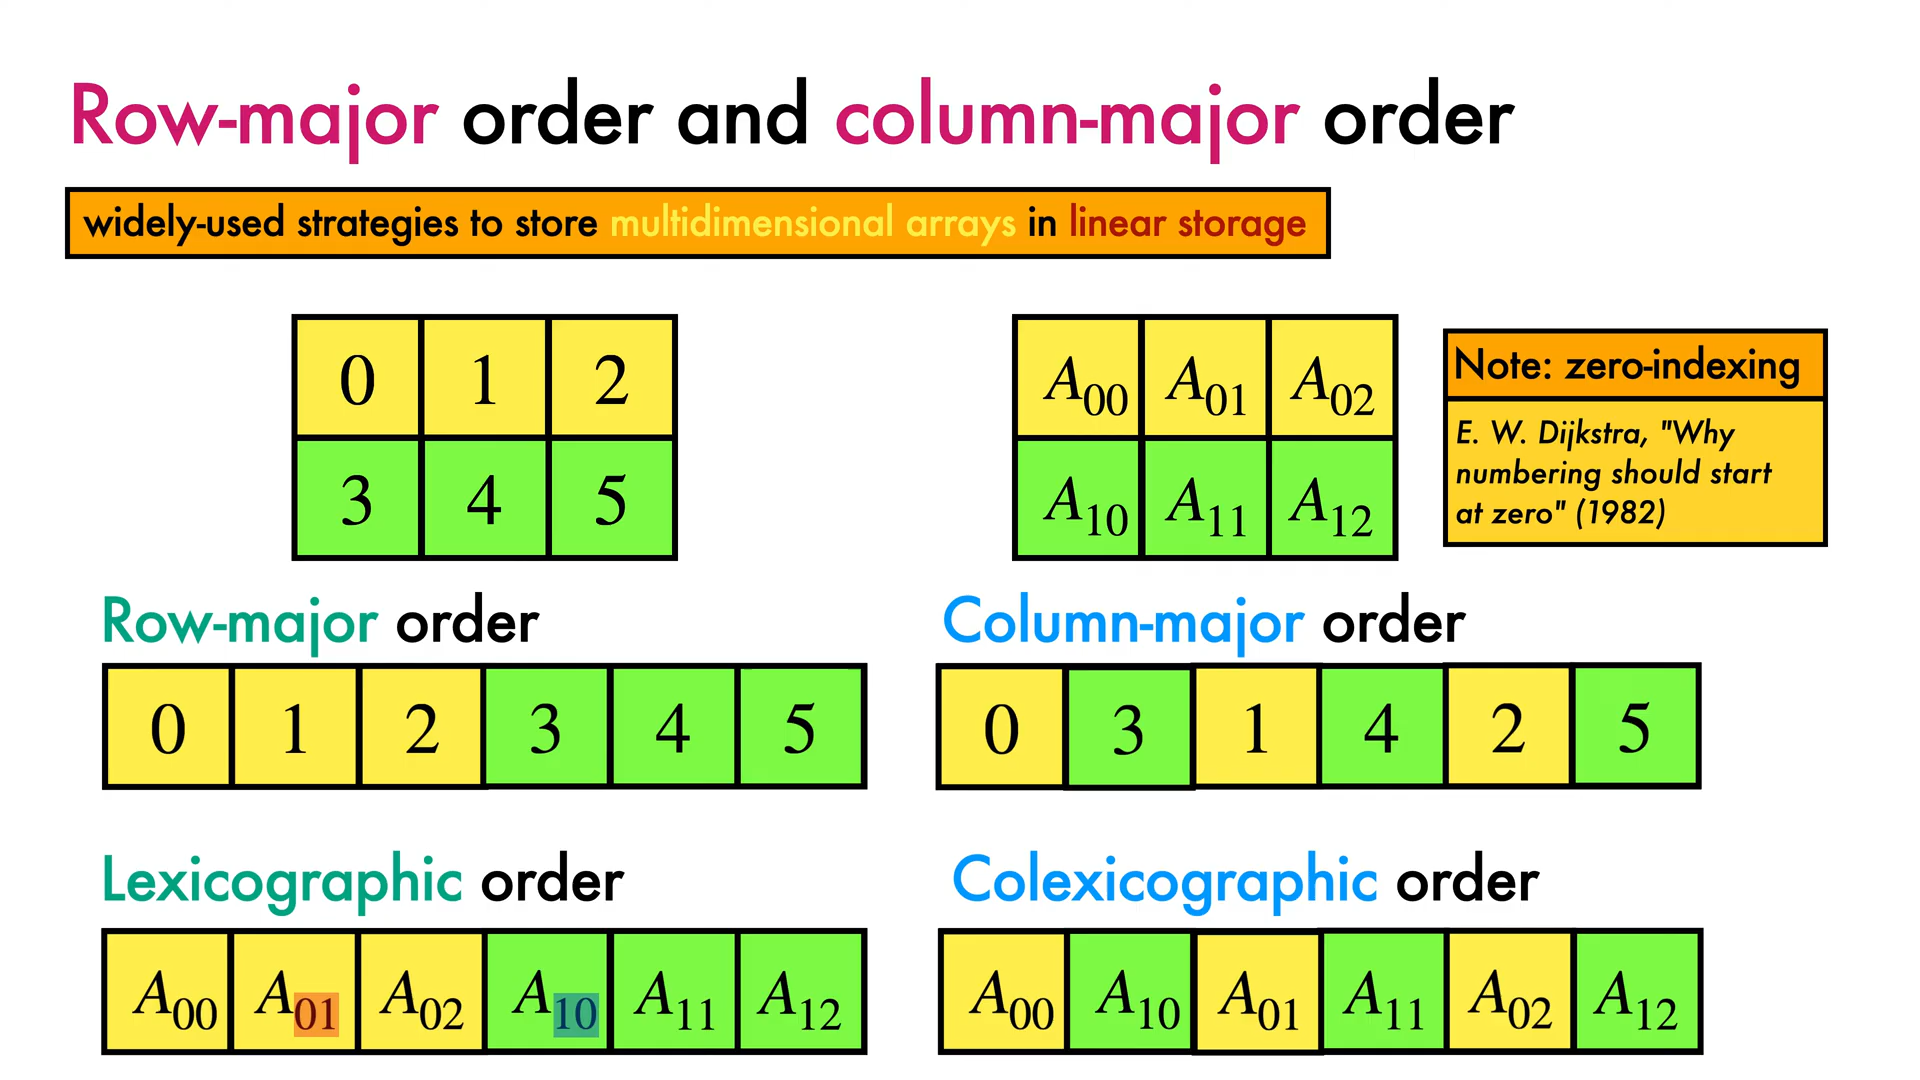 Row-major order and column-major order
widely-used strategies to store multidimensional arrays in linear storage
0 1 2
3 4 5
A00 A01 A02
A10 A11 A12
Note: zero-indexing
E. W. Dijkstra, "Why
numbering should start
at zero" (1982)
Row-major order
0 1 2 3 4 5
Column-major order
0 3 1 4 2 5
Lexicographic order
A00 A01 A02 A10 A11 A12
Colexicographic order
A00 A10 A01 A11 A02 A12